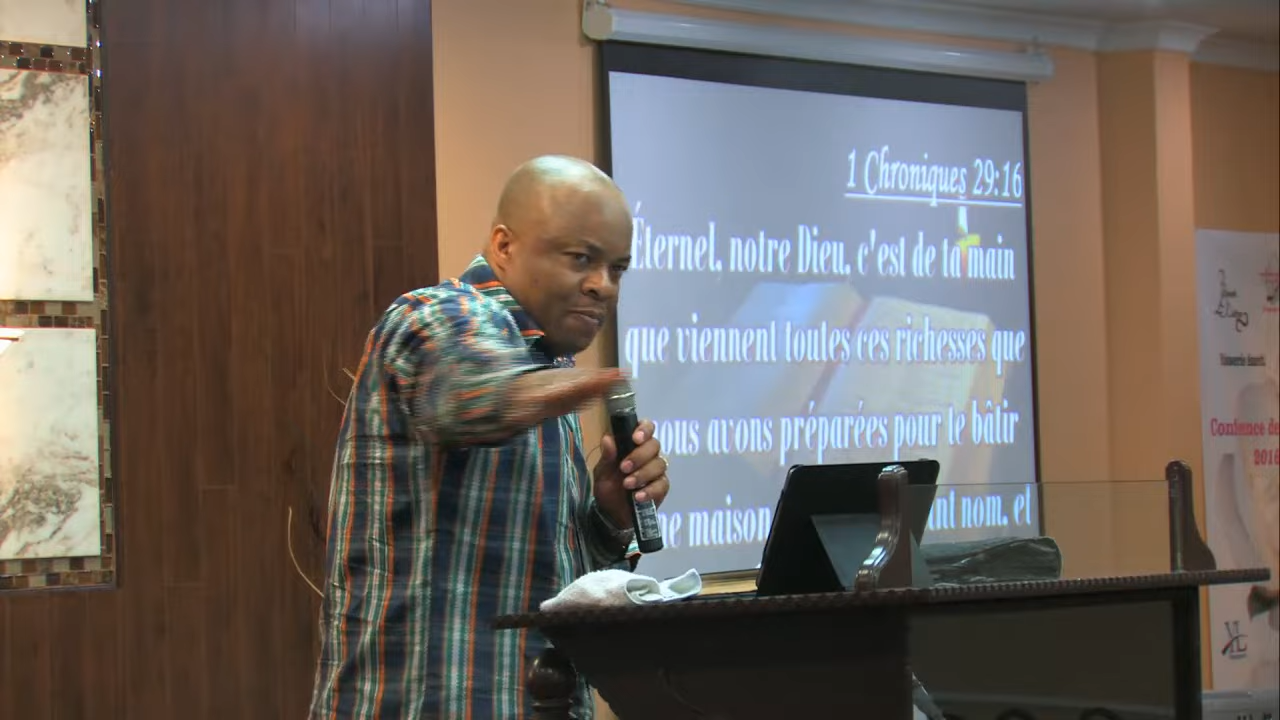 1 Chroniques 29:16
Éternel, notre Dieu, c'est de ta main
que viennent toutes ces richesses que
nous avons préparées pour te bâtir
maison nom, et
2016